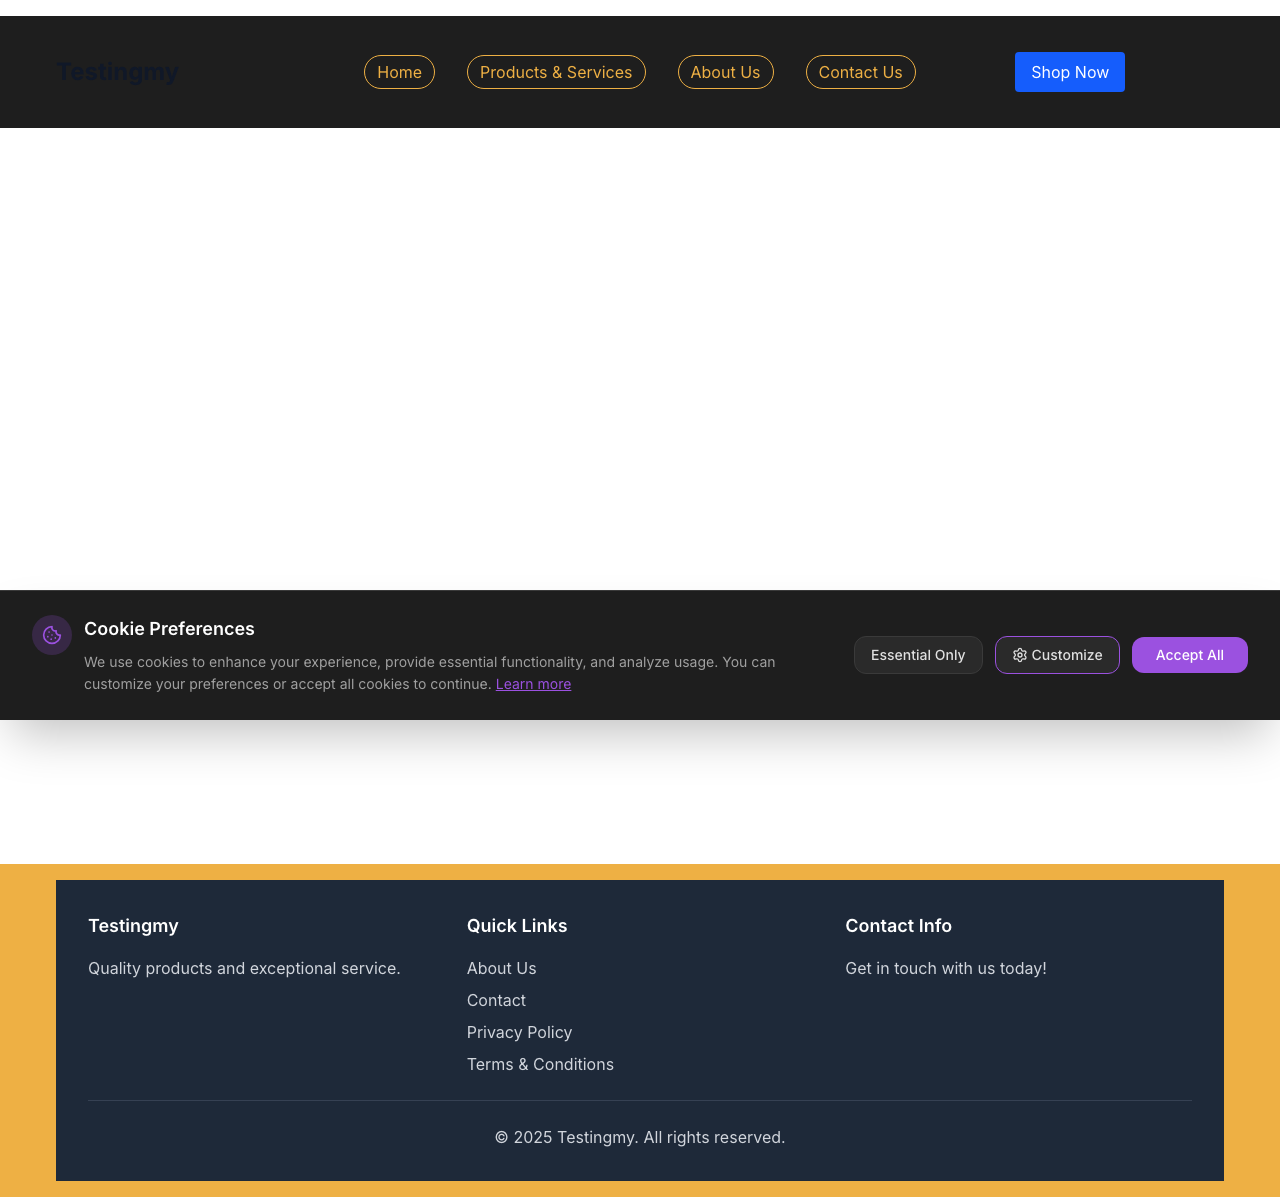 Testingmy
Home
Products & Services
About Us
Contact Us
Shop Now
Cookie Preferences
We use cookies to enhance your experience, provide essential functionality, and analyze usage. You can
customize your preferences or accept all cookies to continue. Learn more
Essential Only
Customize
Accept All
Testingmy
Quality products and exceptional service.
Quick Links
About Us
Contact
Privacy Policy
Terms & Conditions
Contact Info
Get in touch with us today!
© 2025 Testingmy. All rights reserved.